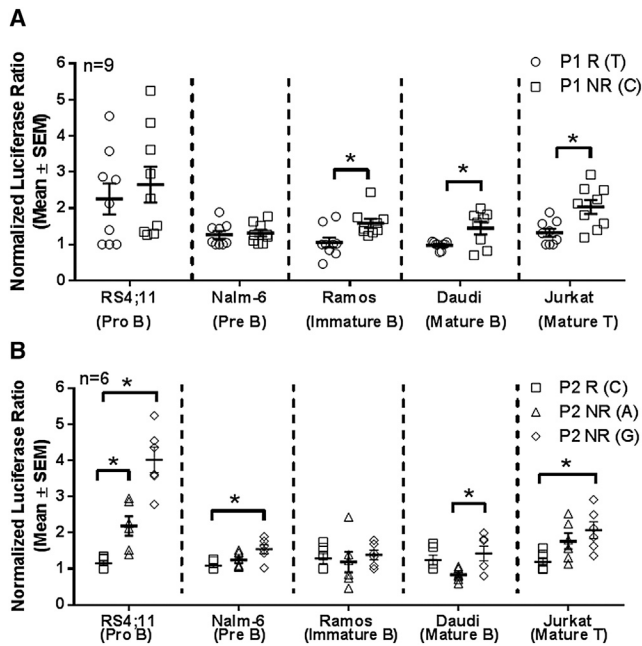 A
Normalized Luciferase Ratio
(Mean ± SEM)
6
5
4
3
2
1
0
n=9
P1 R (T)
P1 NR (C)
*
*
*
RS4;11
(Pro B)
Nalm-6
(Pre B)
Ramos
(Immature B)
Daudi
(Mature B)
Jurkat
(Mature T)
B
Normalized Luciferase Ratio
(Mean ± SEM)
6
5
4
3
2
1
0
n=6
P2 R (C)
P2 NR (A)
P2 NR (G)
*
*
*
*
*
RS4;11
(Pro B)
Nalm-6
(Pre B)
Ramos
(Immature B)
Daudi
(Mature B)
Jurkat
(Mature T)